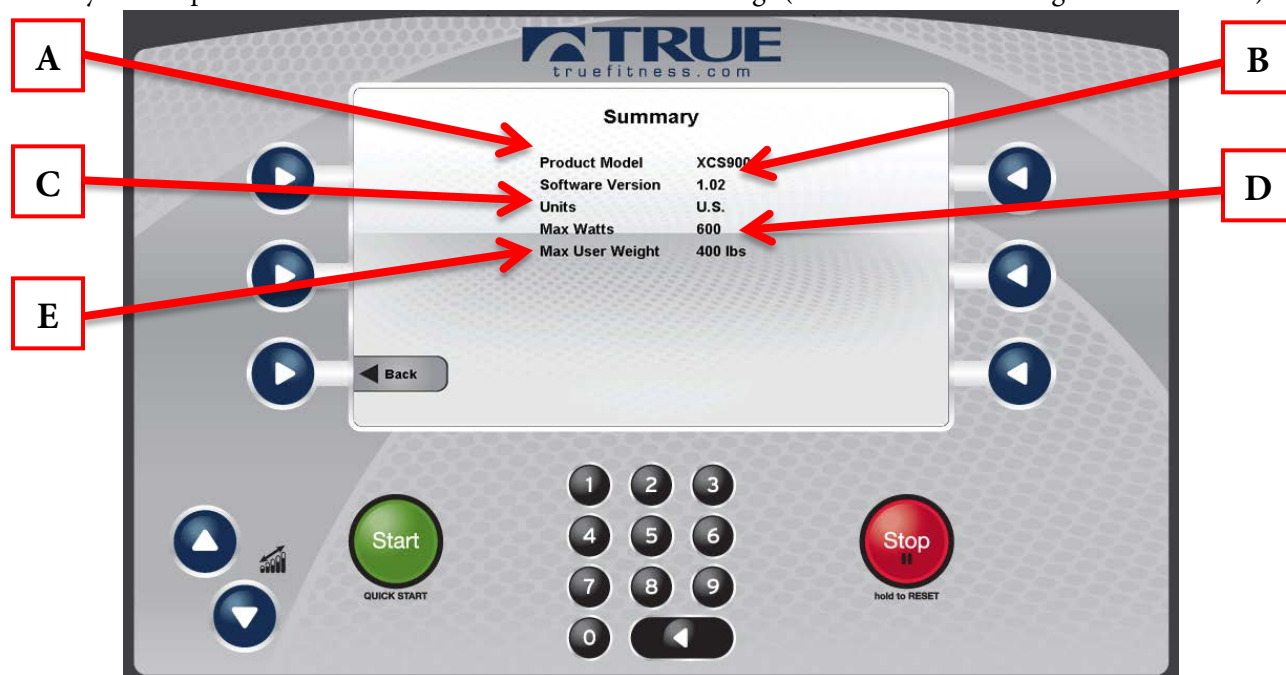 A
B
C
D
E
TRUE
truefitness.com
Summary
Product Model XCS900
Software Version 1.02
Units U.S.
Max Watts 600
Max User Weight 400 lbs
Back
1 2 3
Start
4 5 6
Stop
QUICK START
7 8 9
hold to RESET
0